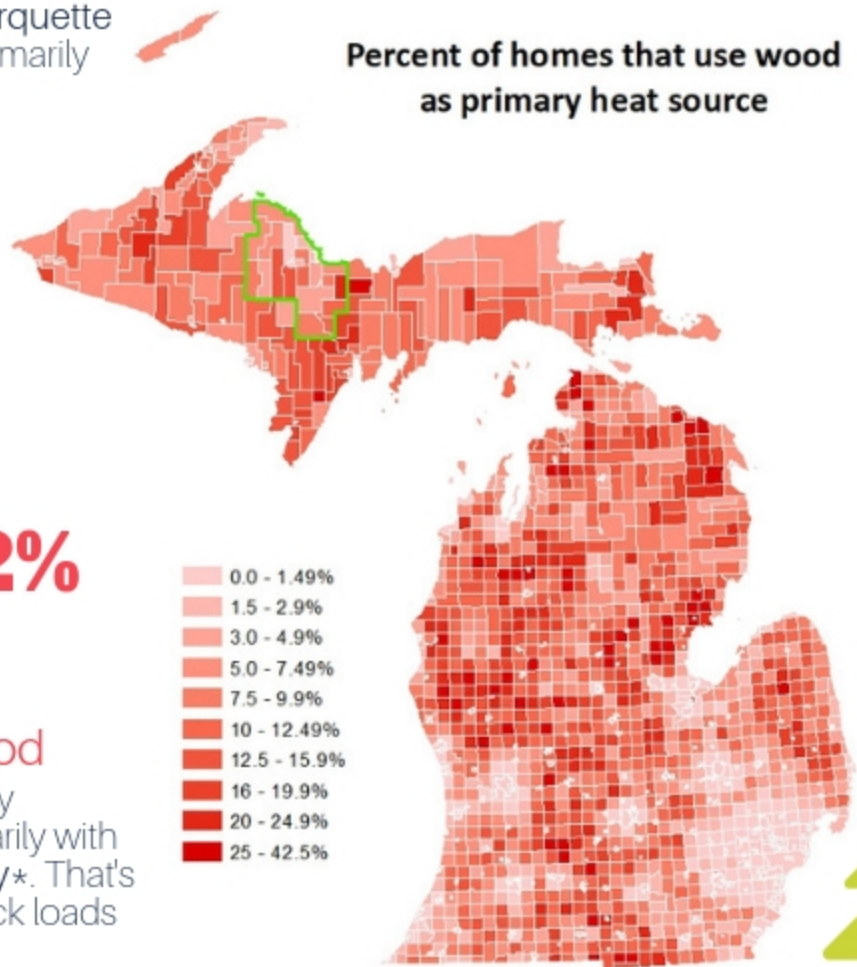 rquette
marily
Percent of homes that use wood
as primary heat source
2%
0.0 - 1.49%
1.5 - 2.9%
3.0 - 4.9%
5.0 - 7.49%
7.5 - 9.9%
10 - 12.49%
12.5 - 15.9%
16 - 19.9%
20 - 24.9%
25 - 42.5%
od
y
arily with
y*. That's
ck loads